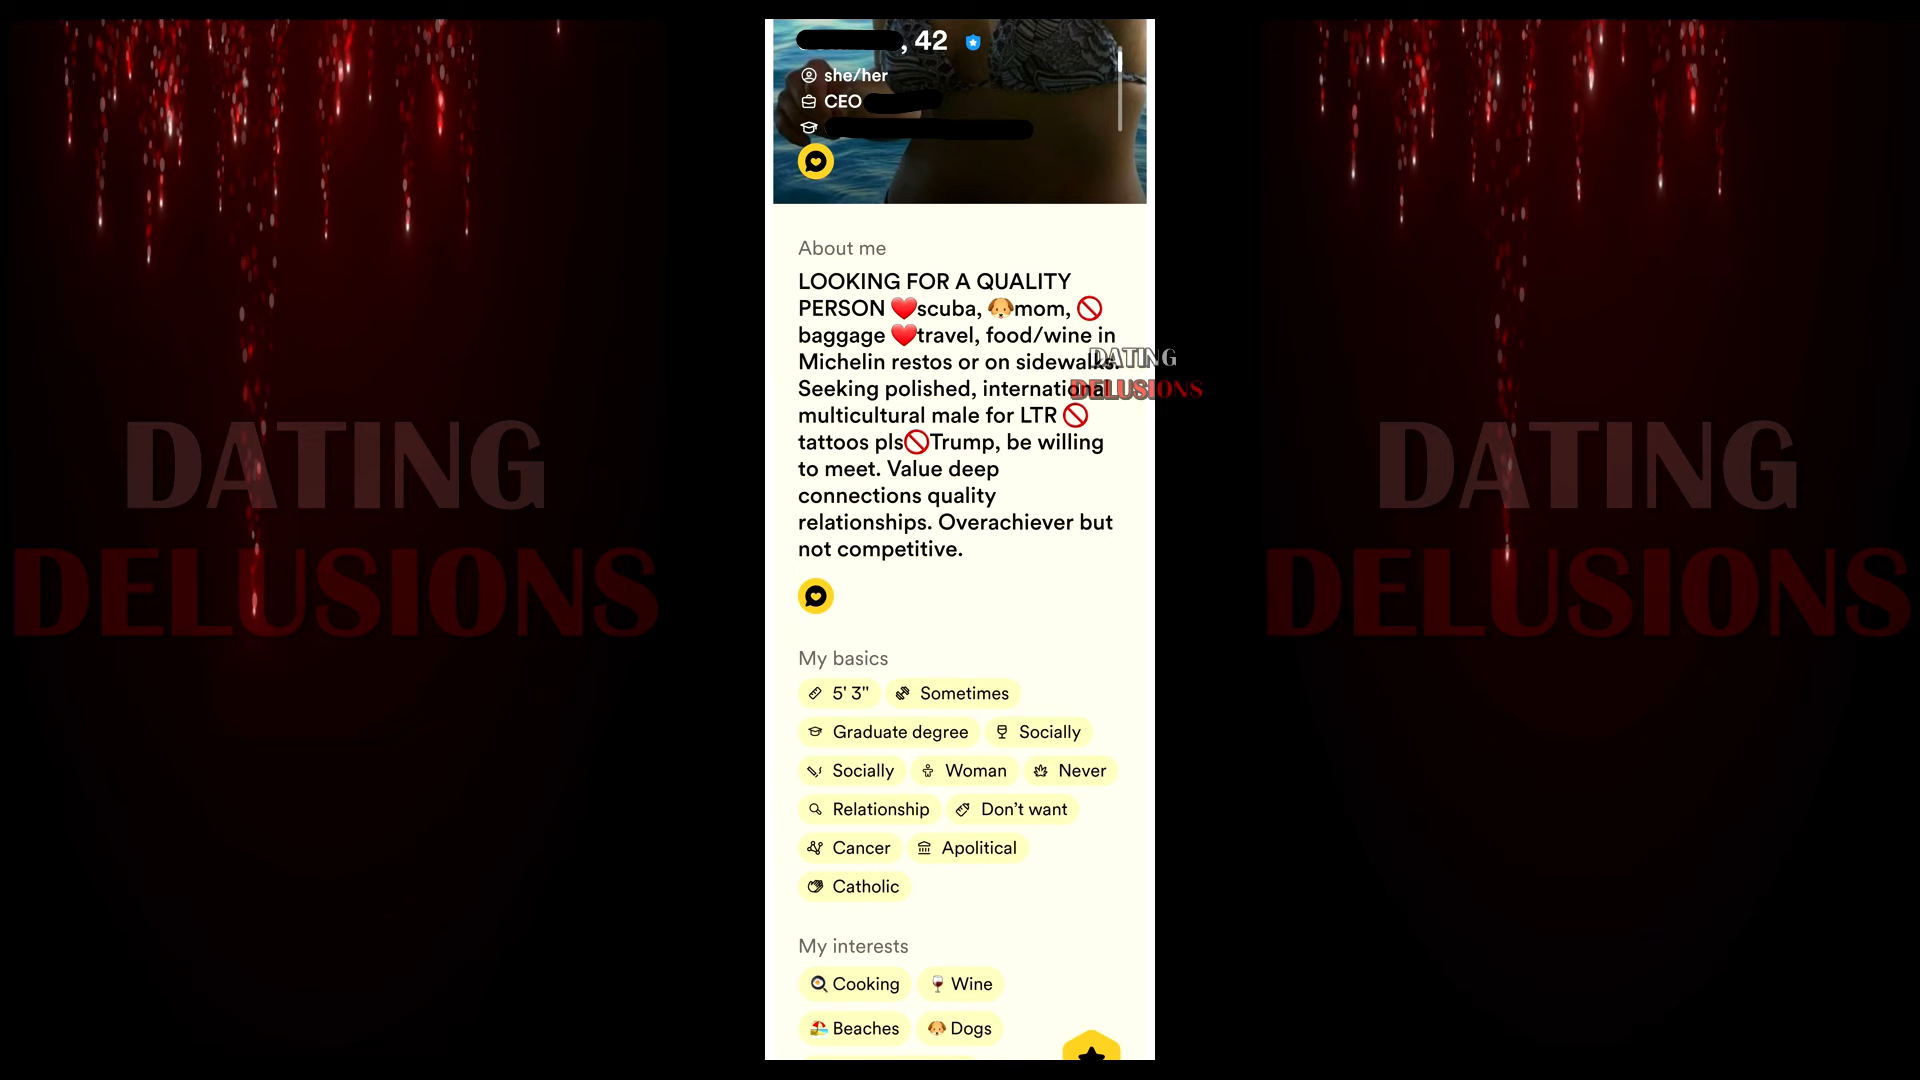 , 42
she/her
CEO
About me
LOOKING FOR A QUALITY
PERSON ❤️scuba, 🐶mom, 🚫
baggage ❤️travel, food/wine in
Michelin restos or on sidewalks.
Seeking polished, international
multicultural male for LTR 🚫
tattoos pls🚫Trump, be willing
to meet. Value deep
connections quality
relationships. Overachiever but
not competitive.
My basics
5' 3" Sometimes
Graduate degree Socially
Socially Woman Never
Relationship Don't want
Cancer Apolitical
Catholic
My interests
🍳 Cooking 🍷 Wine
🏖️ Beaches 🐶 Dogs
DATING
DELUSIONS
DATING
DELUSIONS
DATING
DELUSIONS